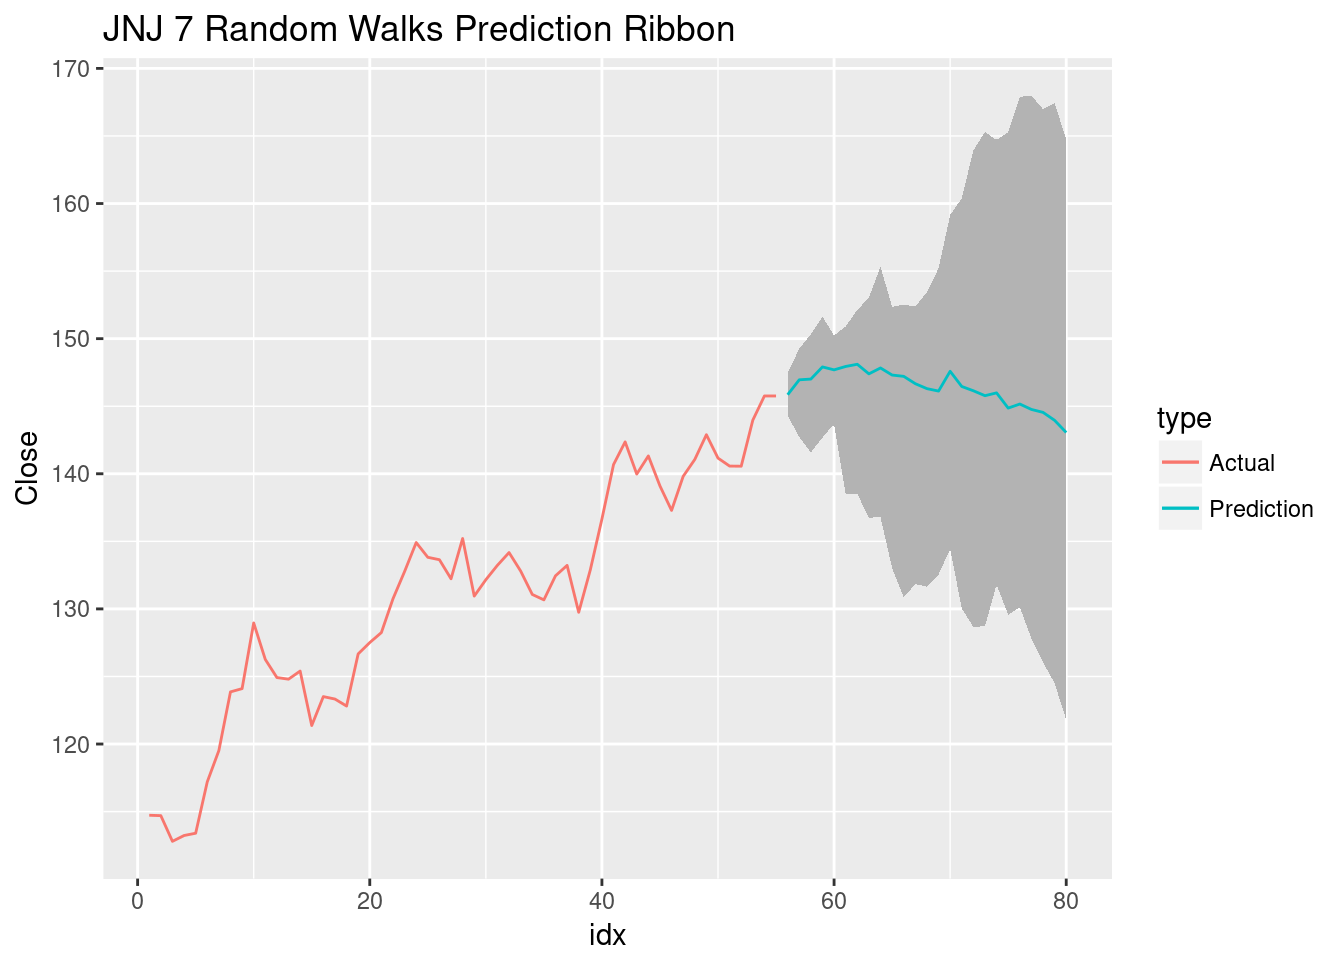 JNJ 7 Random Walks Prediction Ribbon
170
160
150
140
130
120
Close
0 20 40 60 80
idx
type
Actual
Prediction